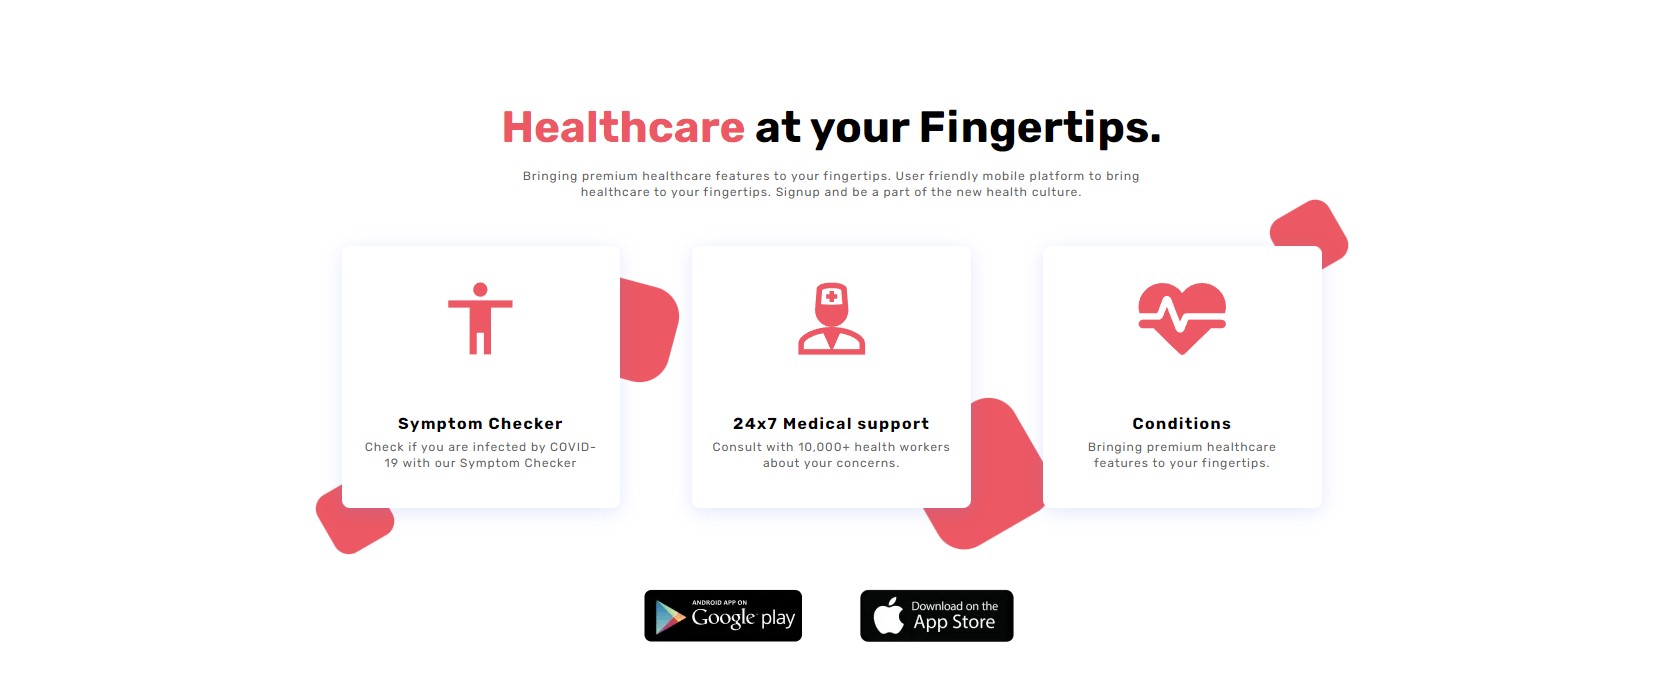 Healthcare at your Fingertips.
Bringing premium healthcare features to your fingertips. User friendly mobile platform to bring
healthcare to your fingertips. Signup and be a part of the new health culture.
Symptom Checker
Check if you are infected by COVID-
19 with our Symptom Checker
24x7 Medical support
Consult with 10,000+ health workers
about your concerns.
Conditions
Bringing premium healthcare
features to your fingertips.
ANDROID APP ON
Google play
Download on the
App Store